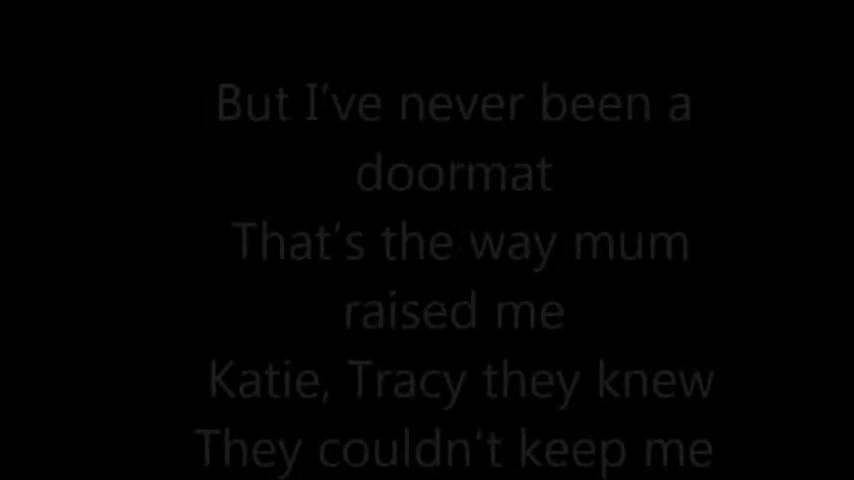 But I've never been a
doormat
That's the way mum
raised me
Katie, Tracy they knew
They couldn't keep me